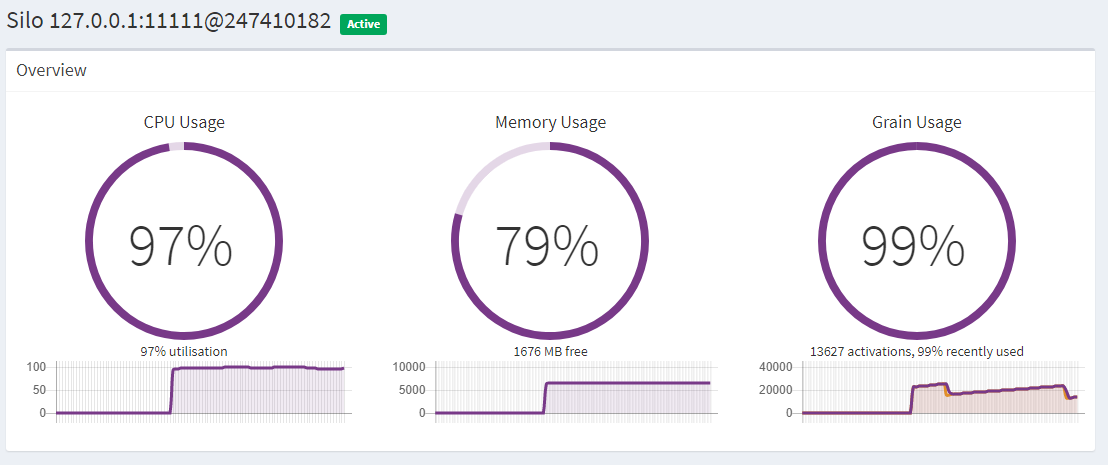 Silo 127.0.0.1:11111@247410182 Active
Overview
CPU Usage Memory Usage Grain Usage
97% 79% 99%
97% utilisation 1676 MB free 13627 activations, 99% recently used
100 10000 40000
50 5000 20000
0 0 0